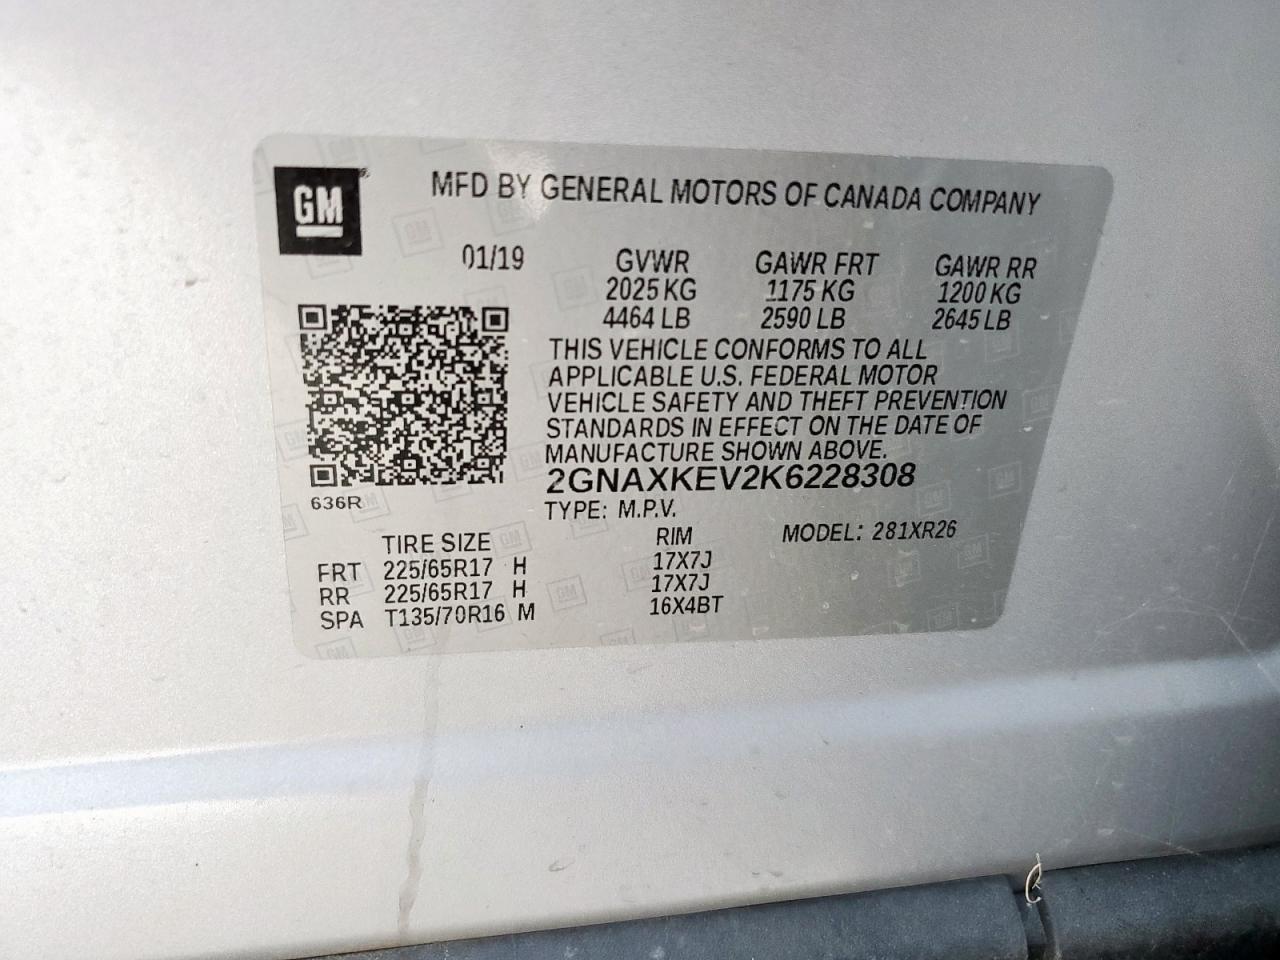 GM
MFD BY GENERAL MOTORS OF CANADA COMPANY
01/19 GVWR GAWR FRT GAWR RR
2025 KG 1175 KG 1200 KG
4464 LB 2590 LB 2645 LB
THIS VEHICLE CONFORMS TO ALL
APPLICABLE U.S. FEDERAL MOTOR
VEHICLE SAFETY AND THEFT PREVENTION
STANDARDS IN EFFECT ON THE DATE OF
MANUFACTURE SHOWN ABOVE.
2GNAXKEV2K6228308
636R
TYPE: M.P.V.
TIRE SIZE RIM MODEL: 281XR26
FRT 225/65R17 H 17X7J
RR 225/65R17 H 17X7J
SPA T135/70R16 M 16X4BT